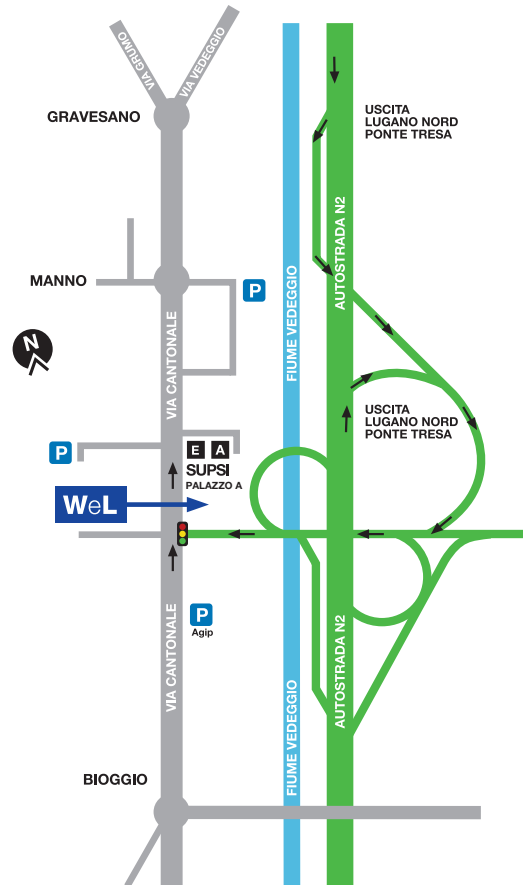 VIA GRUMO
VIA VEDEGGIO
GRAVESANO
USCITA
LUGANO NORD
PONTE TRESA
MANNO
P
AUTOSTRADA N2
FIUME VEDEGGIO
N
VIA CANTONALE
USCITA
LUGANO NORD
PONTE TRESA
P
E A
SUPSI
PALAZZO A
WeL
P
Agip
VIA CANTONALE
FIUME VEDEGGIO
AUTOSTRADA N2
BIOGGIO